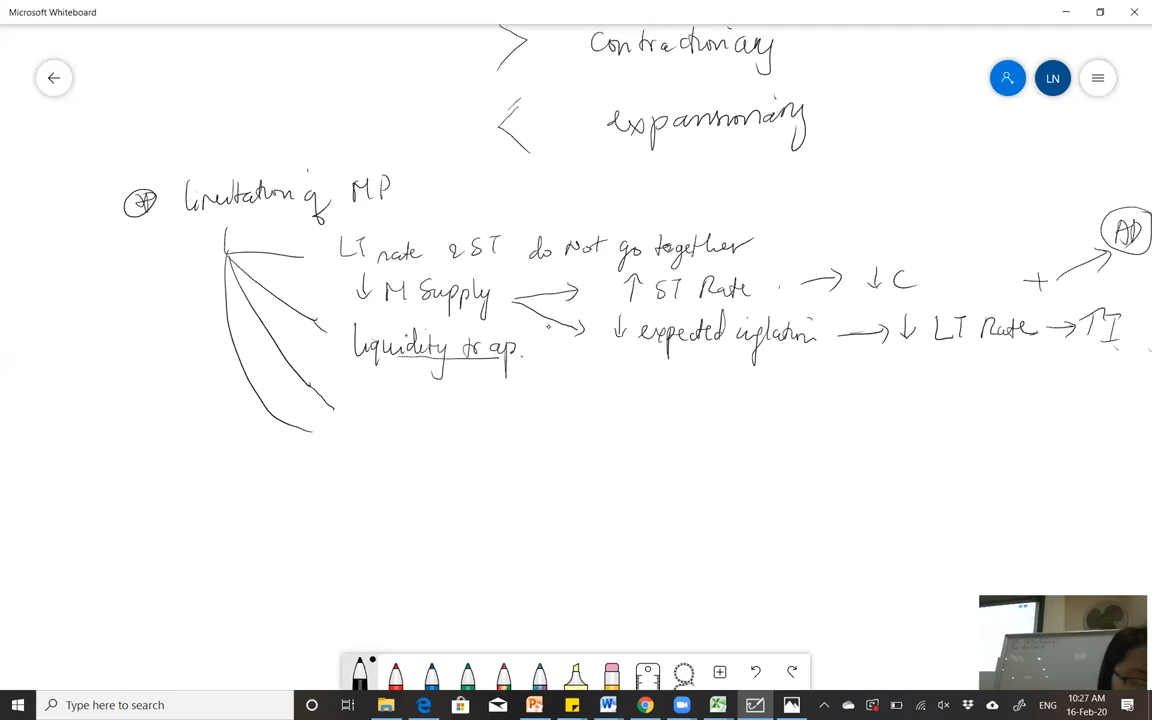 Microsoft Whiteboard
> Contractionary
LN
< expansionary
limitation of MP
LT rate & ST do not go together
AD
↓ M Supply → ↑ ST Rate → ↓ C +
→ ↓ expected inflation → ↓ LT Rate → ↑ I
liquidity trap.
Type here to search
ENG
10:27 AM
16-Feb-20